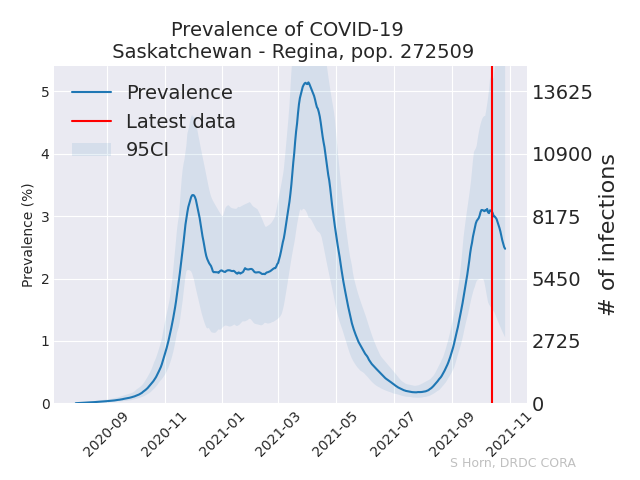 Prevalence of COVID-19
Saskatchewan - Regina, pop. 272509
Prevalence
Latest data
95CI
Prevalence (%)
5
4
3
2
1
0
13625
10900
8175
5450
2725
0
# of infections
2020-09
2020-11
2021-01
2021-03
2021-05
2021-07
2021-09
2021-11
S Horn, DRDC CORA